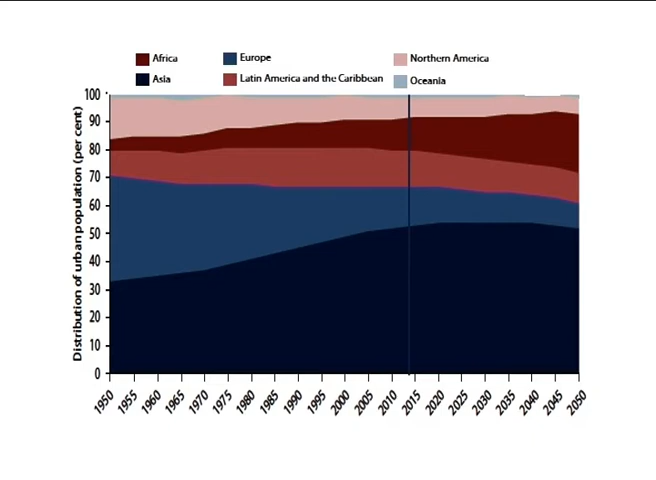 Africa Europe Northern America
Asia Latin America and the Caribbean Oceania
Distribution of urban population (per cent)
100
90
80
70
60
50
40
30
20
10
0
1950 1955 1960 1965 1970 1975 1980 1985 1990 1995 2000 2005 2010 2015 2020 2025 2030 2035 2040 2045 2050